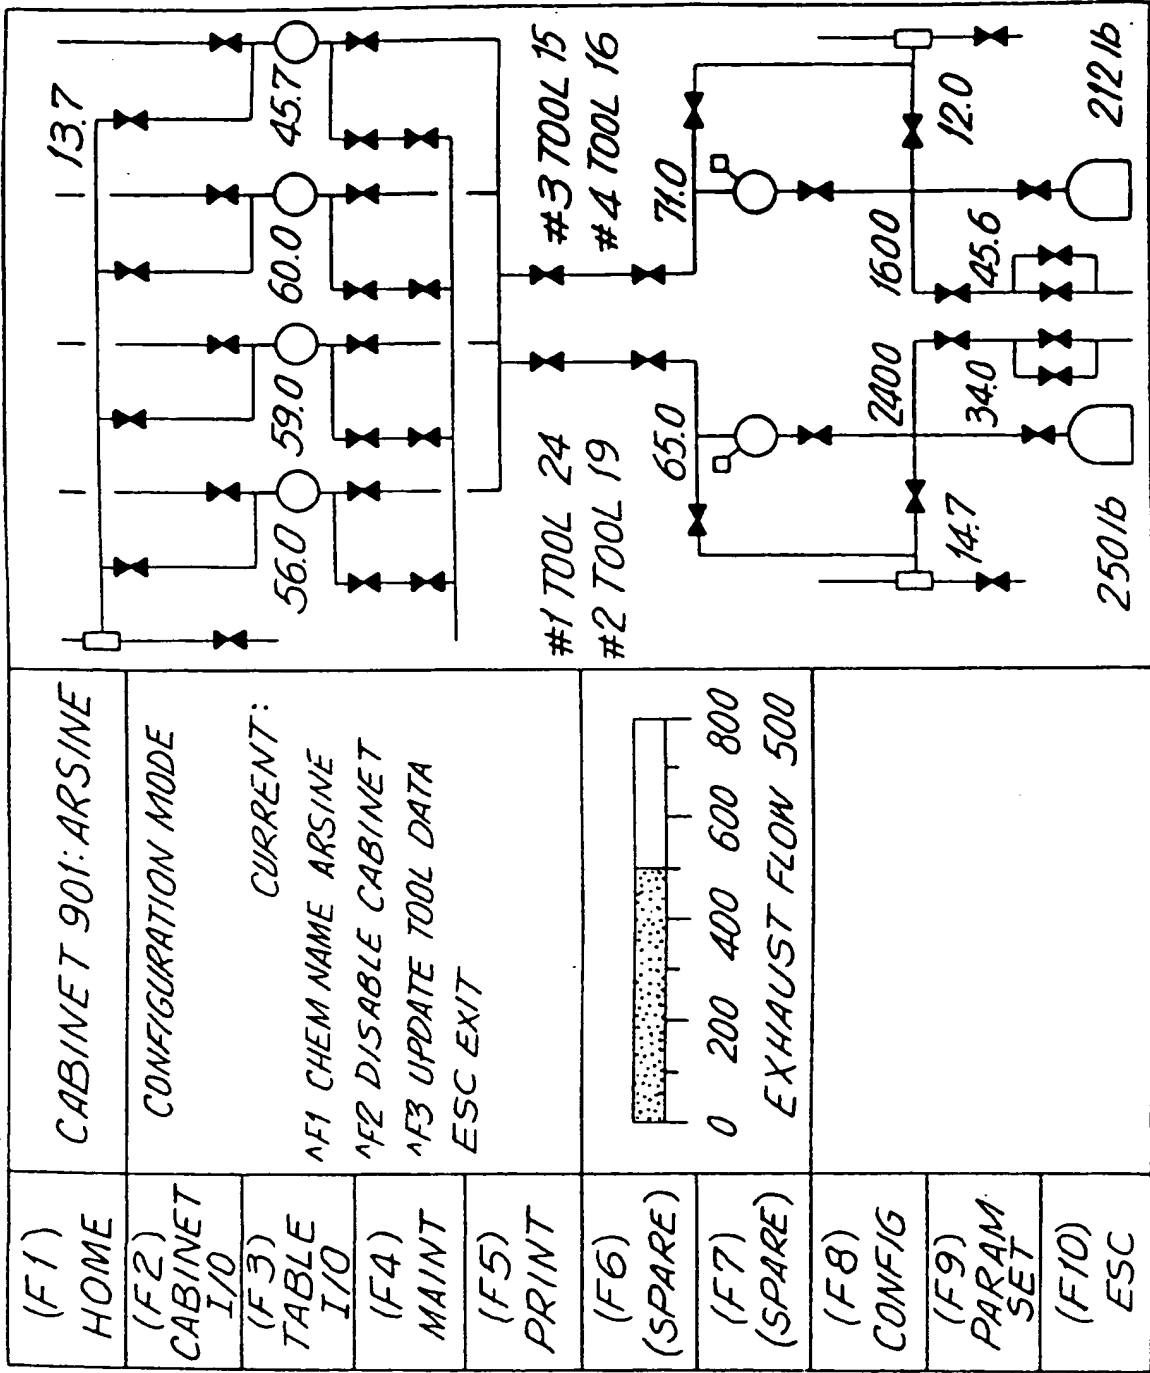 (F1)
HOME
(F2)
CABINET
I/O
(F3)
TABLE
I/O
(F4)
MAINT
(F5)
PRINT
(F6)
(SPARE)
(F7)
(SPARE)
(F8)
CONFIG
(F9)
PARAM
SET
(F10)
ESC
CABINET 901: ARSINE
CONFIGURATION MODE
CURRENT:
^F1 CHEM NAME ARSINE
^F2 DISABLE CABINET
^F3 UPDATE TOOL DATA
ESC EXIT
0 200 400 600 800
EXHAUST FLOW 500
13.7
56.0
59.0
60.0
45.7
#1 TOOL 24
#2 TOOL 19
#3 TOOL 15
#4 TOOL 16
65.0
71.0
2400
1600
14.7
34.0
45.6
12.0
250 lb
212 lb